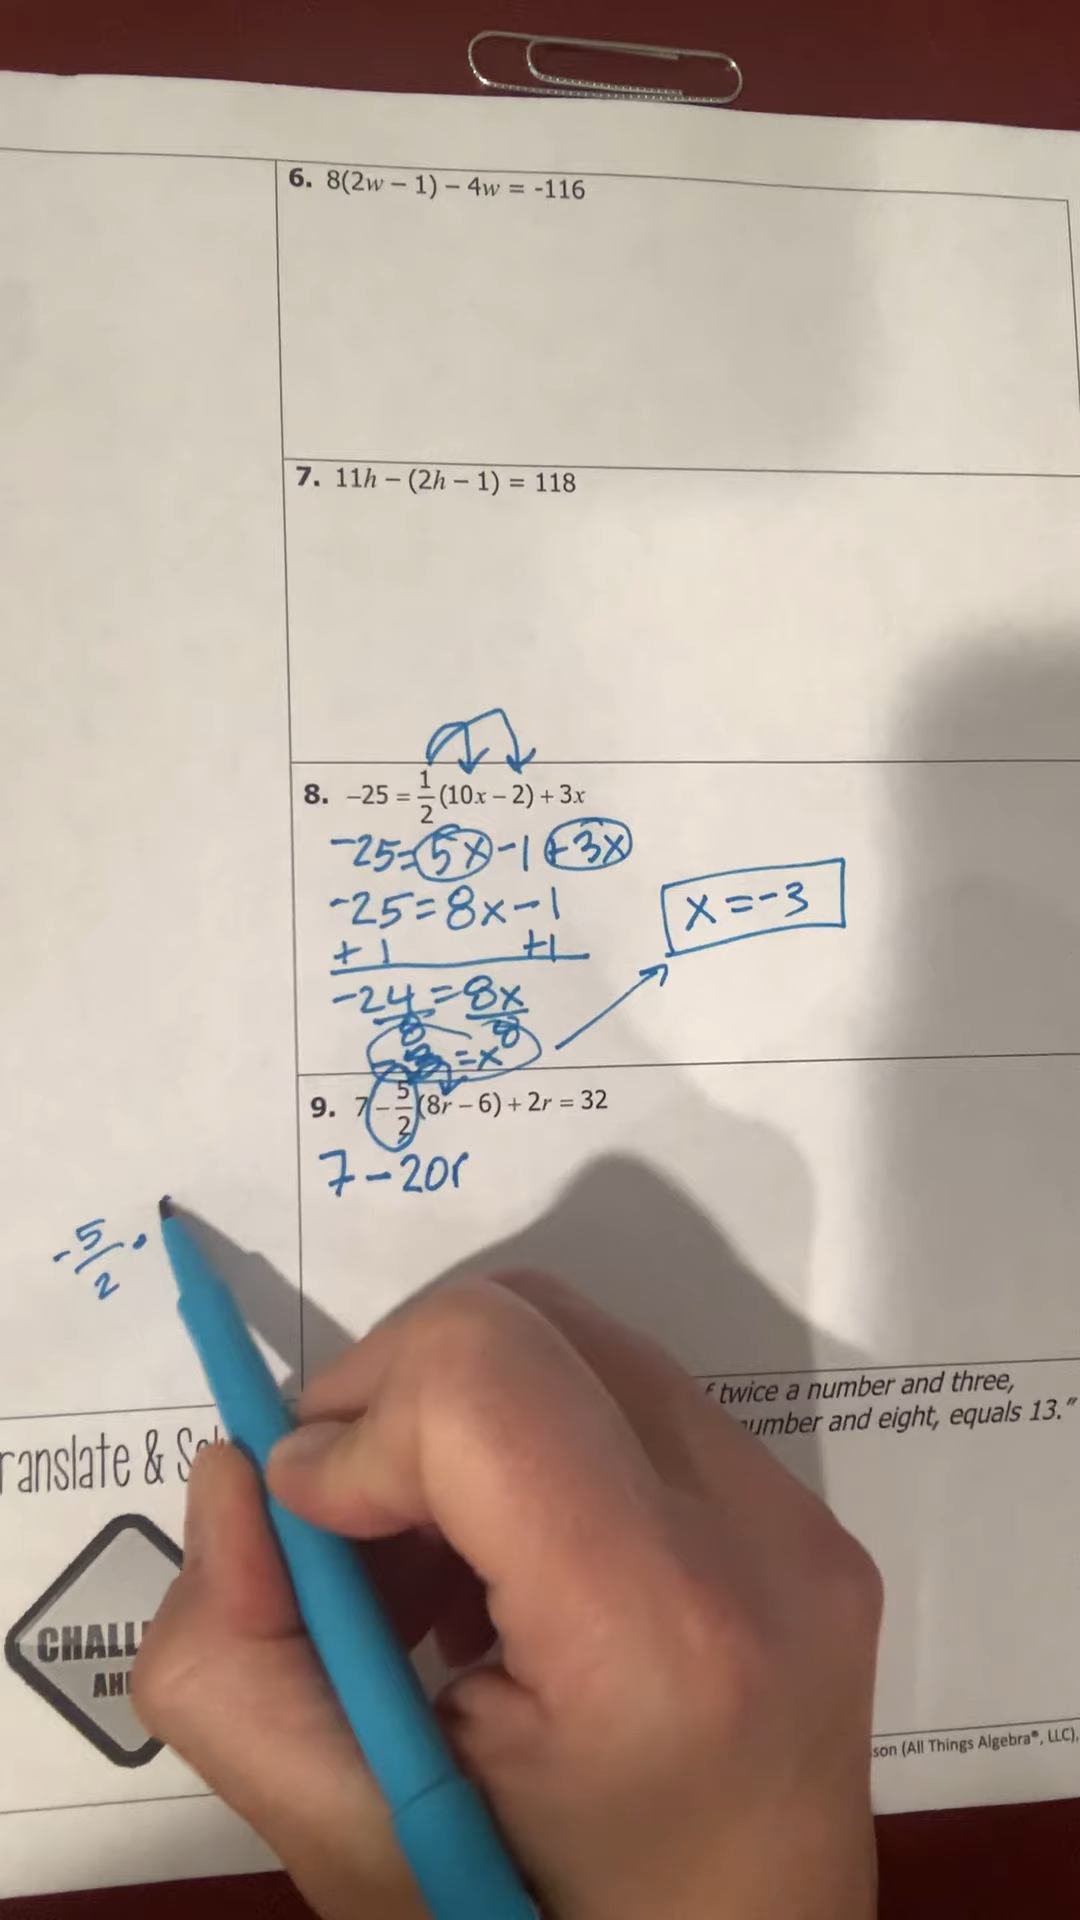 6. 8(2w – 1) – 4w = -116
7. 11h – (2h – 1) = 118
8. –25 = 1/2 (10x – 2) + 3x
-25=5x-1+3x
-25=8x-1
+1 +1
-24/8=8x/8
=x
x=-3
9. 7 – 5/2 (8r – 6) + 2r = 32
7-20r
-5/2 ·
twice a number and three,
number and eight, equals 13."
ranslate &
CHALL
AH
son (All Things Algebra®, LLC),